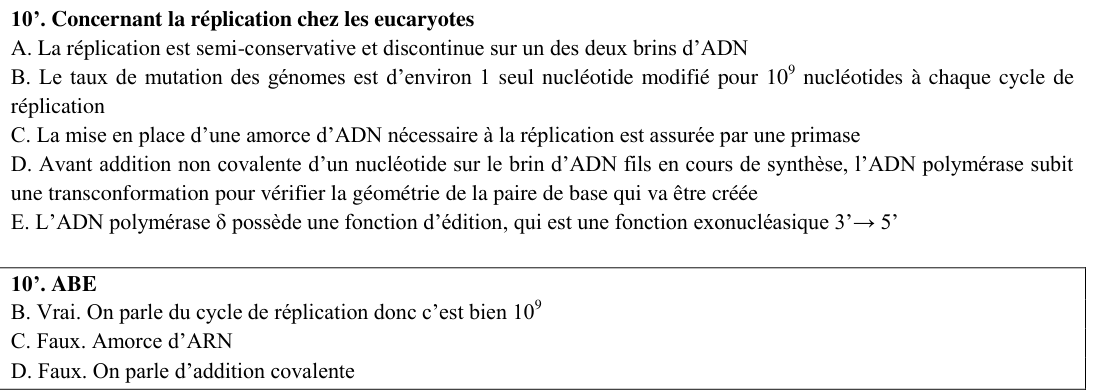 10’. Concernant la réplication chez les eucaryotes
A. La réplication est semi-conservative et discontinue sur un des deux brins d’ADN
B. Le taux de mutation des génomes est d’environ 1 seul nucléotide modifié pour 10⁹ nucléotides à chaque cycle de
réplication
C. La mise en place d’une amorce d’ADN nécessaire à la réplication est assurée par une primase
D. Avant addition non covalente d’un nucléotide sur le brin d’ADN fils en cours de synthèse, l’ADN polymérase subit
une transconformation pour vérifier la géométrie de la paire de base qui va être créée
E. L’ADN polymérase δ possède une fonction d’édition, qui est une fonction exonucléasique 3’→ 5’
10’. ABE
B. Vrai. On parle du cycle de réplication donc c’est bien 10⁹
C. Faux. Amorce d’ARN
D. Faux. On parle d’addition covalente